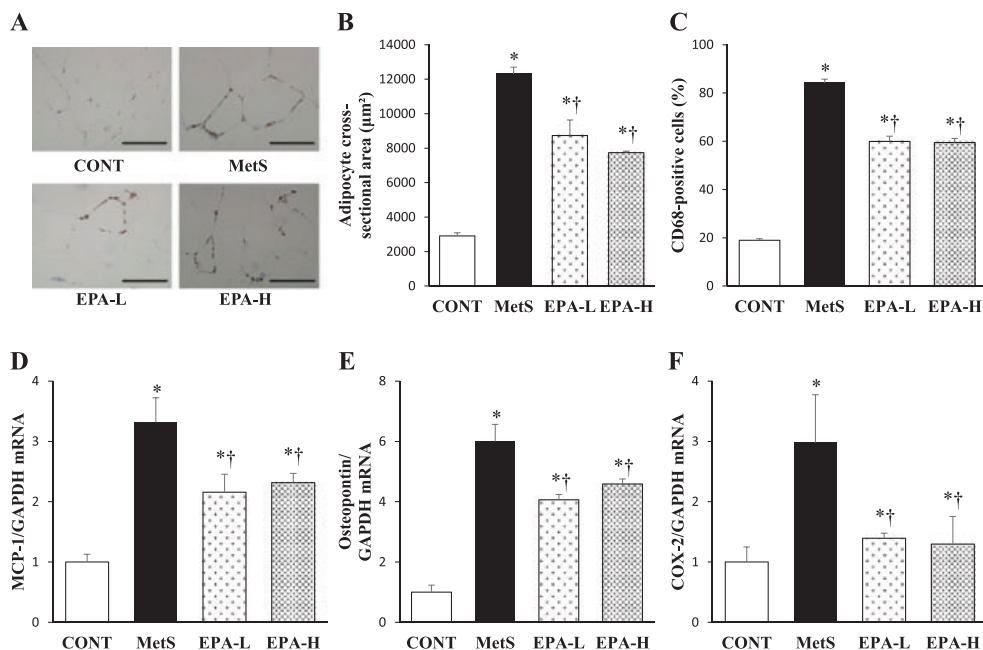 A
CONT
MetS
EPA-L
EPA-H
B
Adipocyte cross-
sectional area (µm²)
14000
12000
10000
8000
6000
4000
2000
0
*
*†
*†
CONT
MetS
EPA-L
EPA-H
C
CD68-positive cells (%)
100
80
60
40
20
0
*
*†
*†
CONT
MetS
EPA-L
EPA-H
D
MCP-1/GAPDH mRNA
4
3
2
1
0
*
*†
*†
CONT
MetS
EPA-L
EPA-H
E
Osteopontin/
GAPDH mRNA
8
6
4
2
0
*
*†
*†
CONT
MetS
EPA-L
EPA-H
F
COX-2/GAPDH mRNA
4
3
2
1
0
*
*†
*†
CONT
MetS
EPA-L
EPA-H